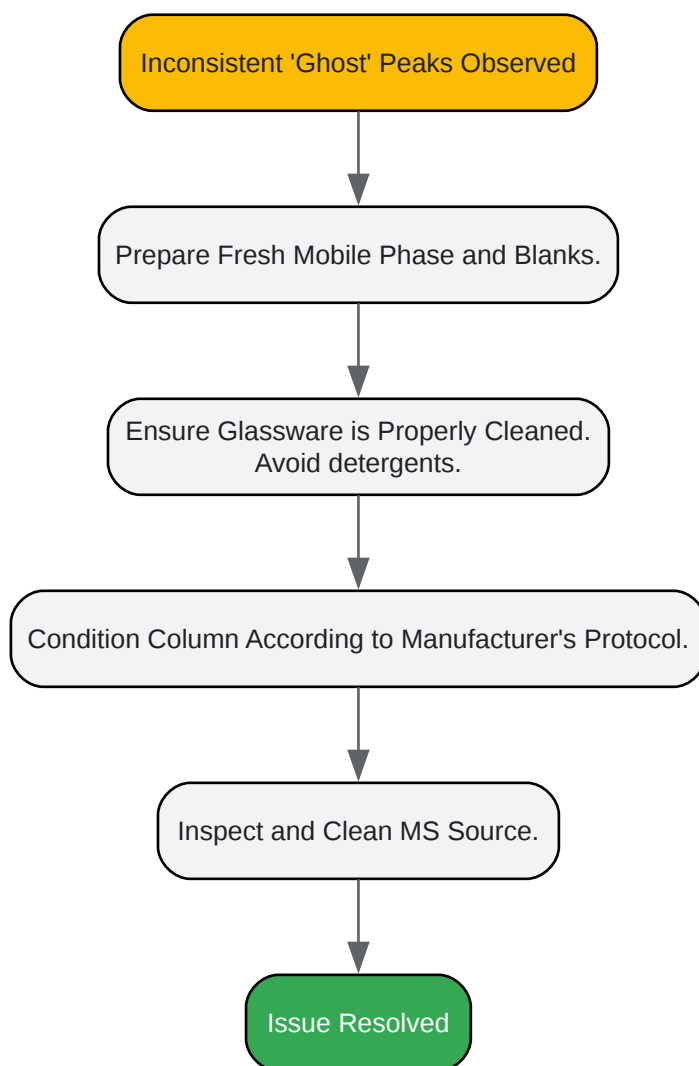 Inconsistent 'Ghost' Peaks Observed
Prepare Fresh Mobile Phase and Blanks.
Ensure Glassware is Properly Cleaned.
Avoid detergents.
Condition Column According to Manufacturer's Protocol.
Inspect and Clean MS Source.
Issue Resolved